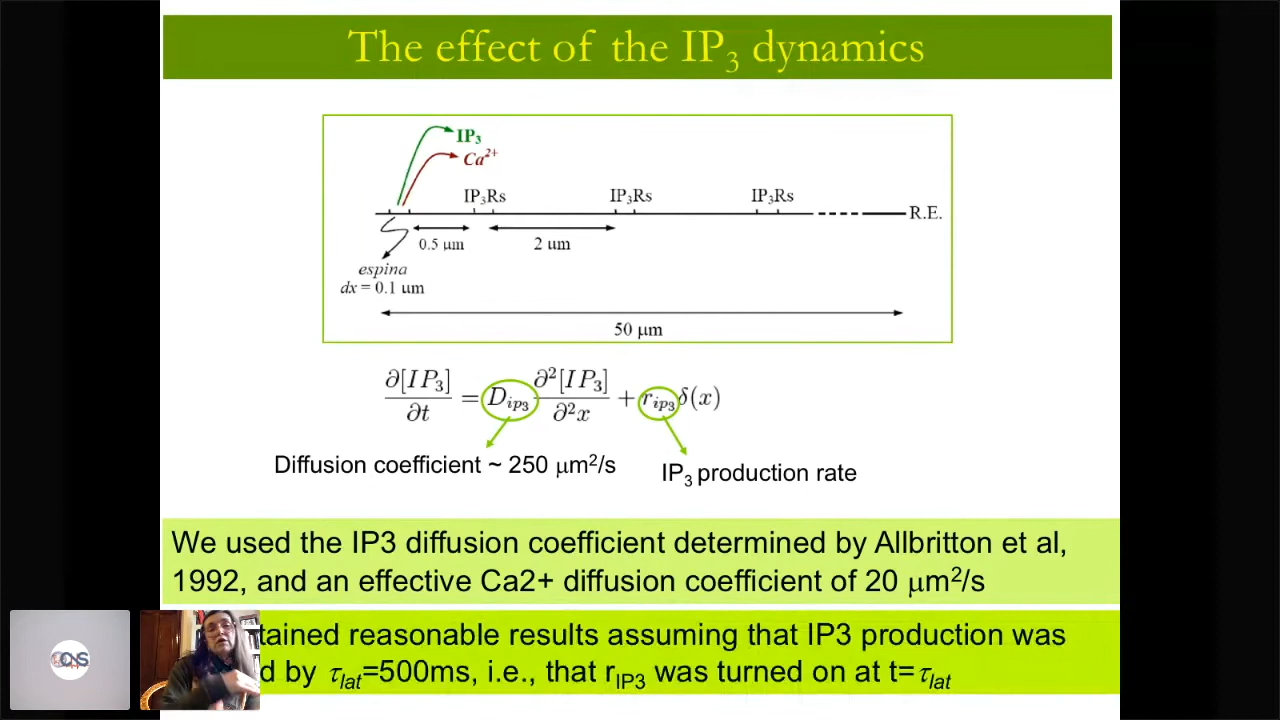 The effect of the IP₃ dynamics
IP₃
Ca²⁺
IP₃Rs IP₃Rs IP₃Rs
R.E.
0.5 μm 2 um
espina
dx = 0.1 um
50 μm
∂[IP₃]/∂t = D_ip₃ ∂²[IP₃]/∂²x + r_ip₃ δ(x)
Diffusion coefficient ~ 250 μm²/s
IP₃ production rate
We used the IP3 diffusion coefficient determined by Allbritton et al,
1992, and an effective Ca2+ diffusion coefficient of 20 μm²/s
tained reasonable results assuming that IP3 production was
d by τ_lat=500ms, i.e., that r_IP3 was turned on at t=τ_lat